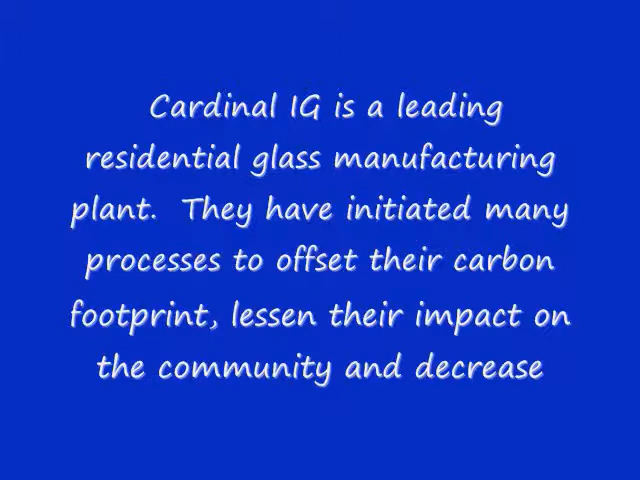 Cardinal IG is a leading
residential glass manufacturing
plant.  They have initiated many
processes to offset their carbon
footprint, lessen their impact on
the community and decrease